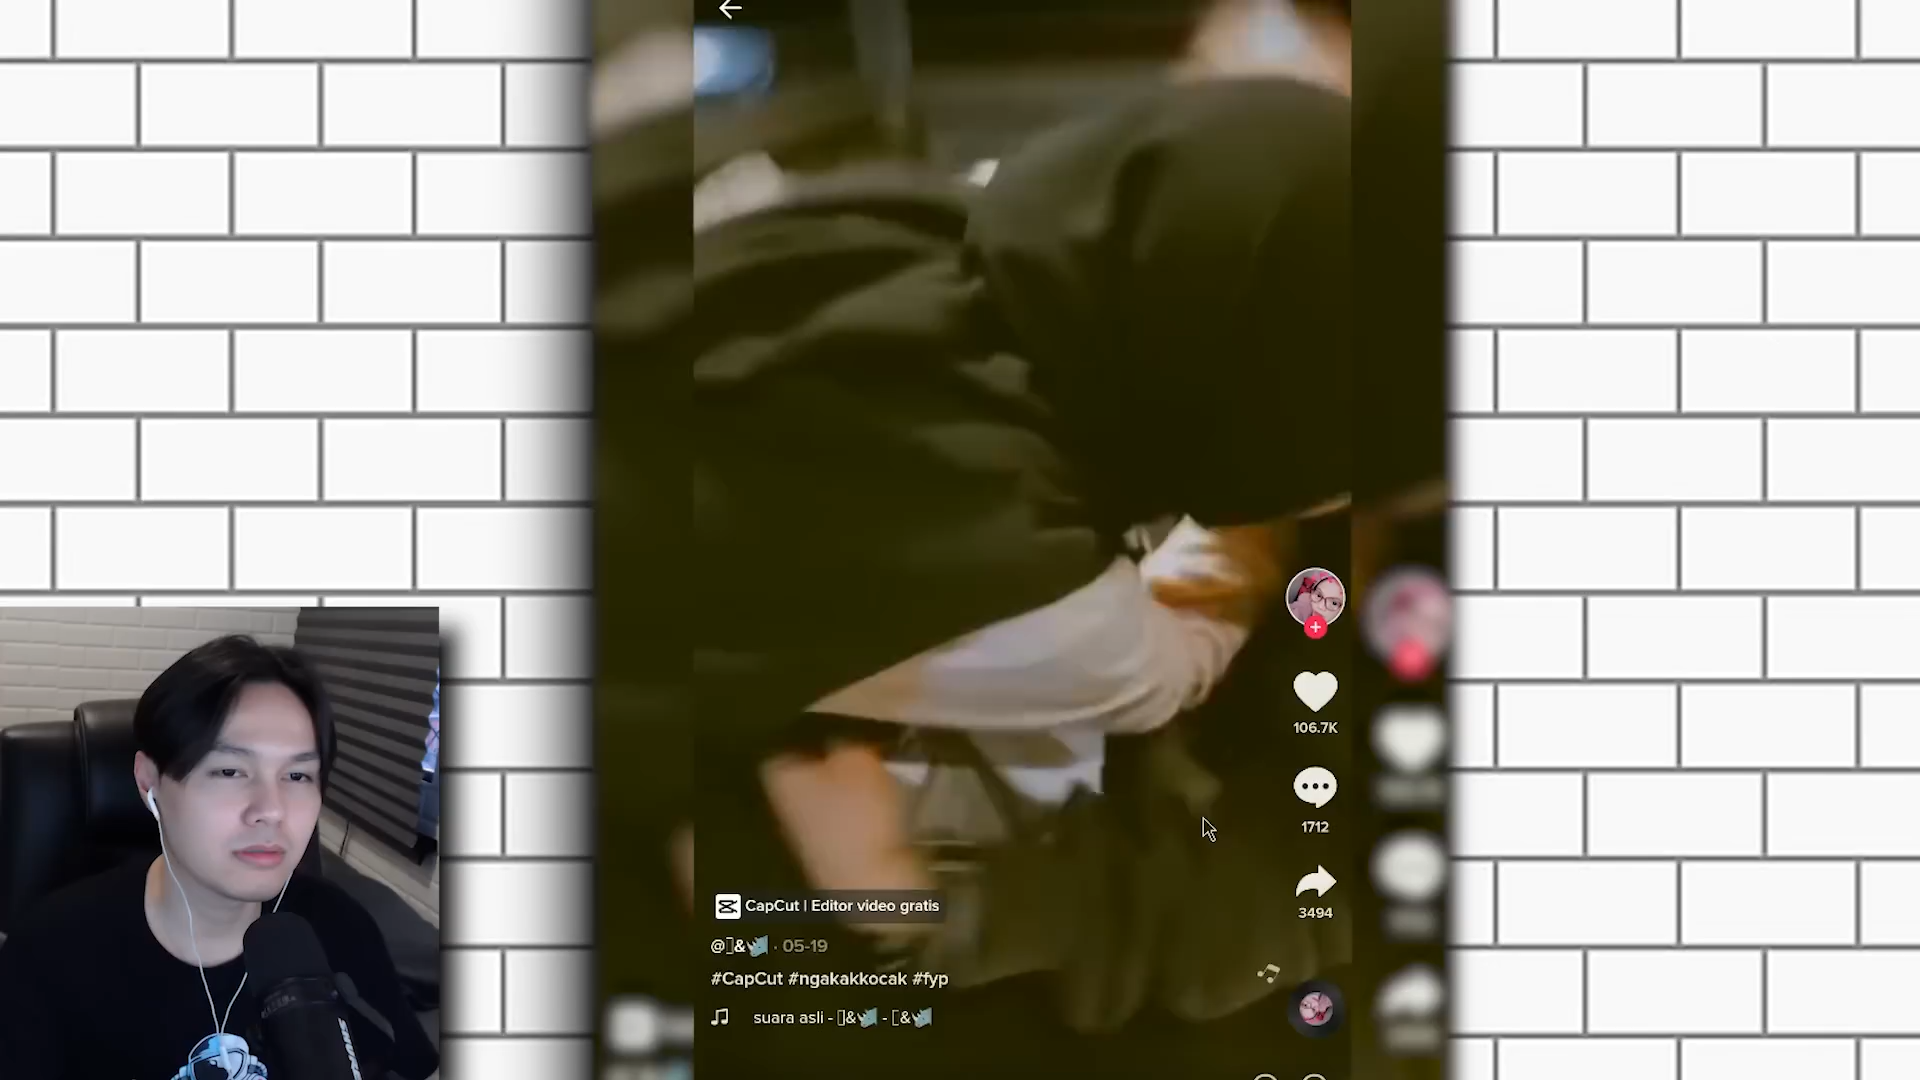 106.7K
1712
3494
CapCut | Editor video gratis
· 05-19
#CapCut #ngakakkocak #fyp
suara asli -